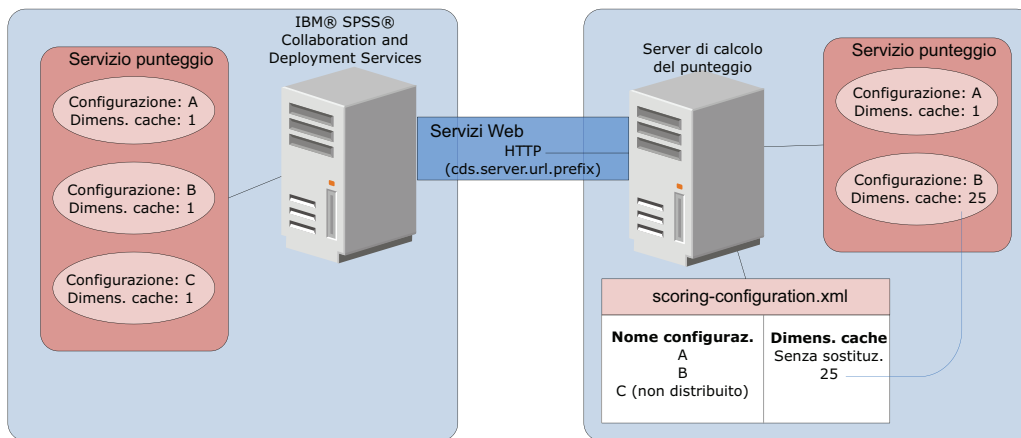 IBM® SPSS®
Collaboration and
Deployment Services
Servizio punteggio
Configurazione: A
Dimens. cache: 1
Configurazione: B
Dimens. cache: 1
Configurazione: C
Dimens. cache: 1
Servizi Web
HTTP
(cds.server.url.prefix)
Server di calcolo
del punteggio
Servizio punteggio
Configurazione: A
Dimens. cache: 1
Configurazione: B
Dimens. cache: 25
scoring-configuration.xml
Nome configuraz.
A
B
C (non distribuito)
Dimens. cache
Senza sostituz.
25